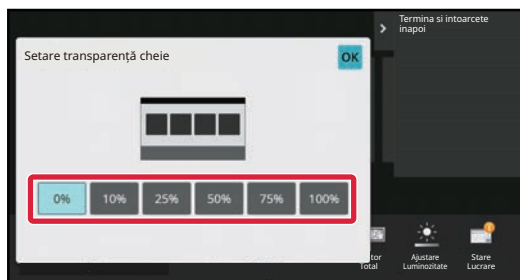 Termina si intoarcete
inapoi
Setare transparență cheie
OK
0% 10% 25% 50% 75% 100%
tor
Total
Ajustare
Luminozitate
Stare
Lucrare